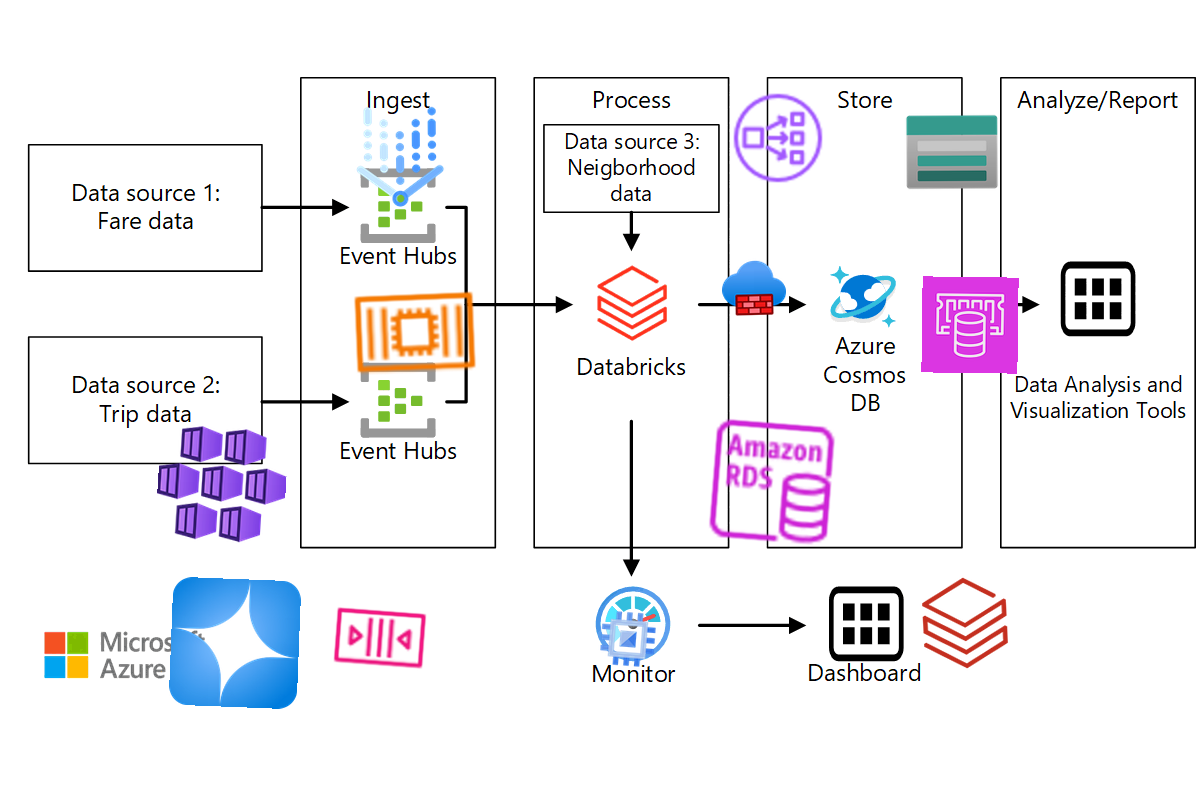 Ingest
Process
Store
Analyze/Report
Data source 1:
Fare data
Data source 3:
Neigborhood
data
Event Hubs
Databricks
Azure
Cosmos
DB
Data Analysis and
Visualization Tools
Data source 2:
Trip data
Event Hubs
Amazon
RDS
Azure
Monitor
Dashboard